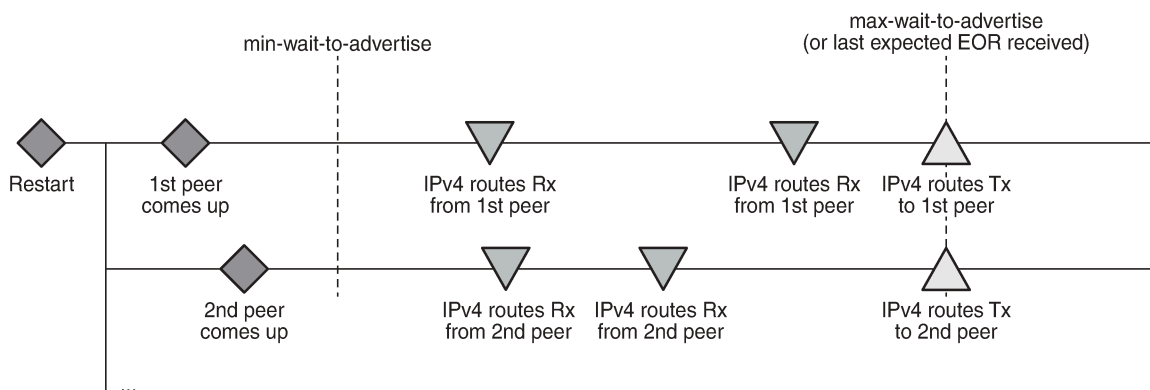 max-wait-to-advertise
(or last expected EOR received)
min-wait-to-advertise
Restart
1st peer
comes up
IPv4 routes Rx
from 1st peer
IPv4 routes Rx
from 1st peer
IPv4 routes Tx
to 1st peer
2nd peer
comes up
IPv4 routes Rx
from 2nd peer
IPv4 routes Rx
from 2nd peer
IPv4 routes Tx
to 2nd peer
...